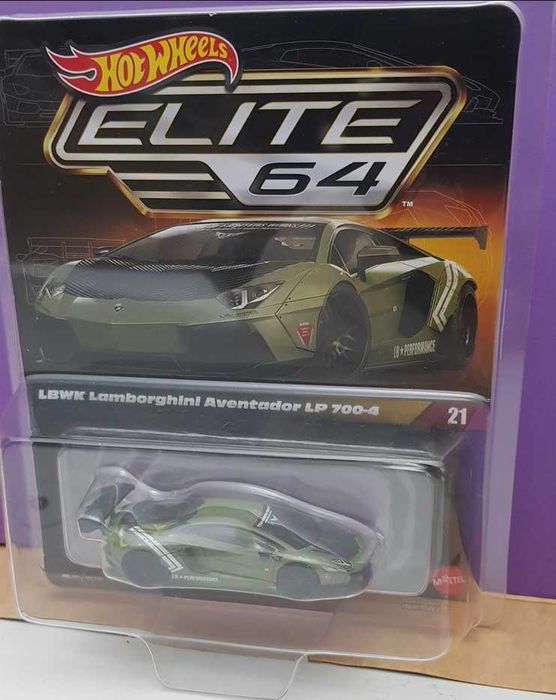 Hot Wheels
ELITE
64
TM
LB★PERFORMANCE
LBWK Lamborghini Aventador LP 700-4
21
LB★PERFORMANCE
MATTEL